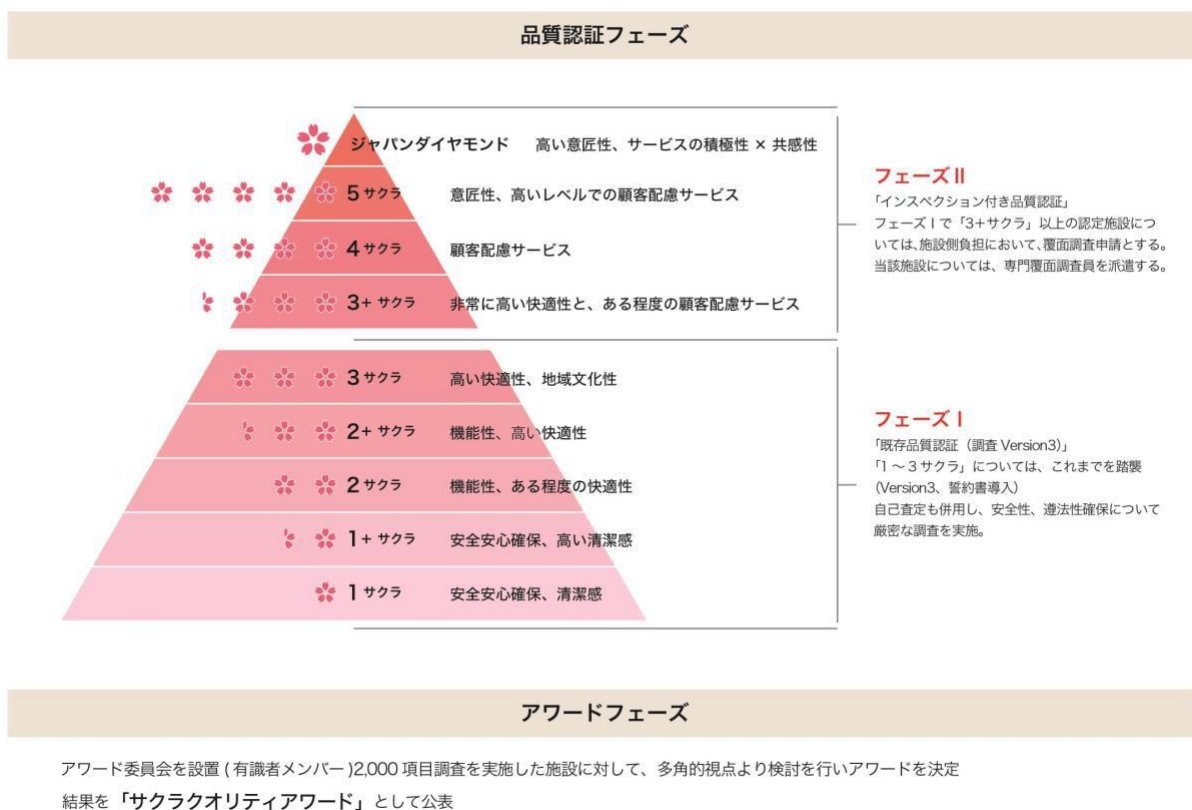 品質認証フェーズ
ジャパンダイヤモンド 高い意匠性、サービスの積極性 × 共感性
5 サクラ 意匠性、高いレベルでの顧客配慮サービス
4 サクラ 顧客配慮サービス
3+ サクラ 非常に高い快適性と、ある程度の顧客配慮サービス
フェーズ II
「インスペクション付き品質認証」
フェーズ I で「3+サクラ」以上の認定施設につ
いては、施設側負担において、覆面調査申請とする。
当該施設については、専門覆面調査員を派遣する。
3 サクラ 高い快適性、地域文化性
2+ サクラ 機能性、高い快適性
2 サクラ 機能性、ある程度の快適性
1+ サクラ 安全安心確保、高い清潔感
1 サクラ 安全安心確保、清潔感
フェーズ I
「既存品質認証（調査 Version3）」
「1 ～ 3 サクラ」については、これまでを踏襲
(Version3、誓約書導入)
自己査定も併用し、安全性、遵法性確保について
厳密な調査を実施。
アワードフェーズ
アワード委員会を設置 ( 有識者メンバー )2,000 項目調査を実施した施設に対して、多角的視点より検討を行いアワードを決定
結果を「サクラクオリティアワード」として公表